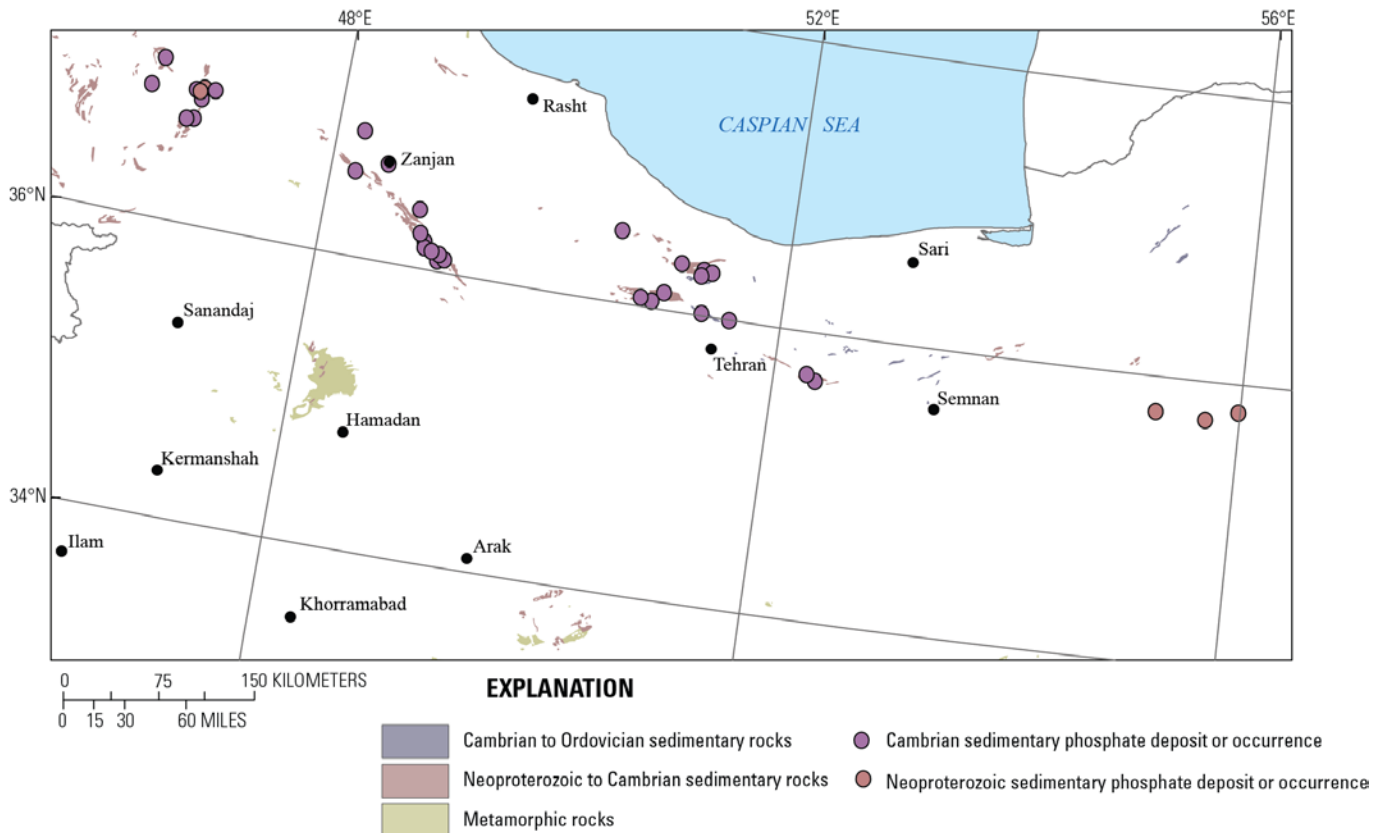 48°E
52°E
56°E
Rasht
CASPIAN SEA
Zanjan
36°N
Sari
Sanandaj
Tehran
Semnan
Hamadan
Kermanshah
34°N
Ilam
Arak
Khorramabad
0 75 150 KILOMETERS
0 15 30 60 MILES
EXPLANATION
Cambrian to Ordovician sedimentary rocks
Neoproterozoic to Cambrian sedimentary rocks
Metamorphic rocks
Cambrian sedimentary phosphate deposit or occurrence
Neoproterozoic sedimentary phosphate deposit or occurrence